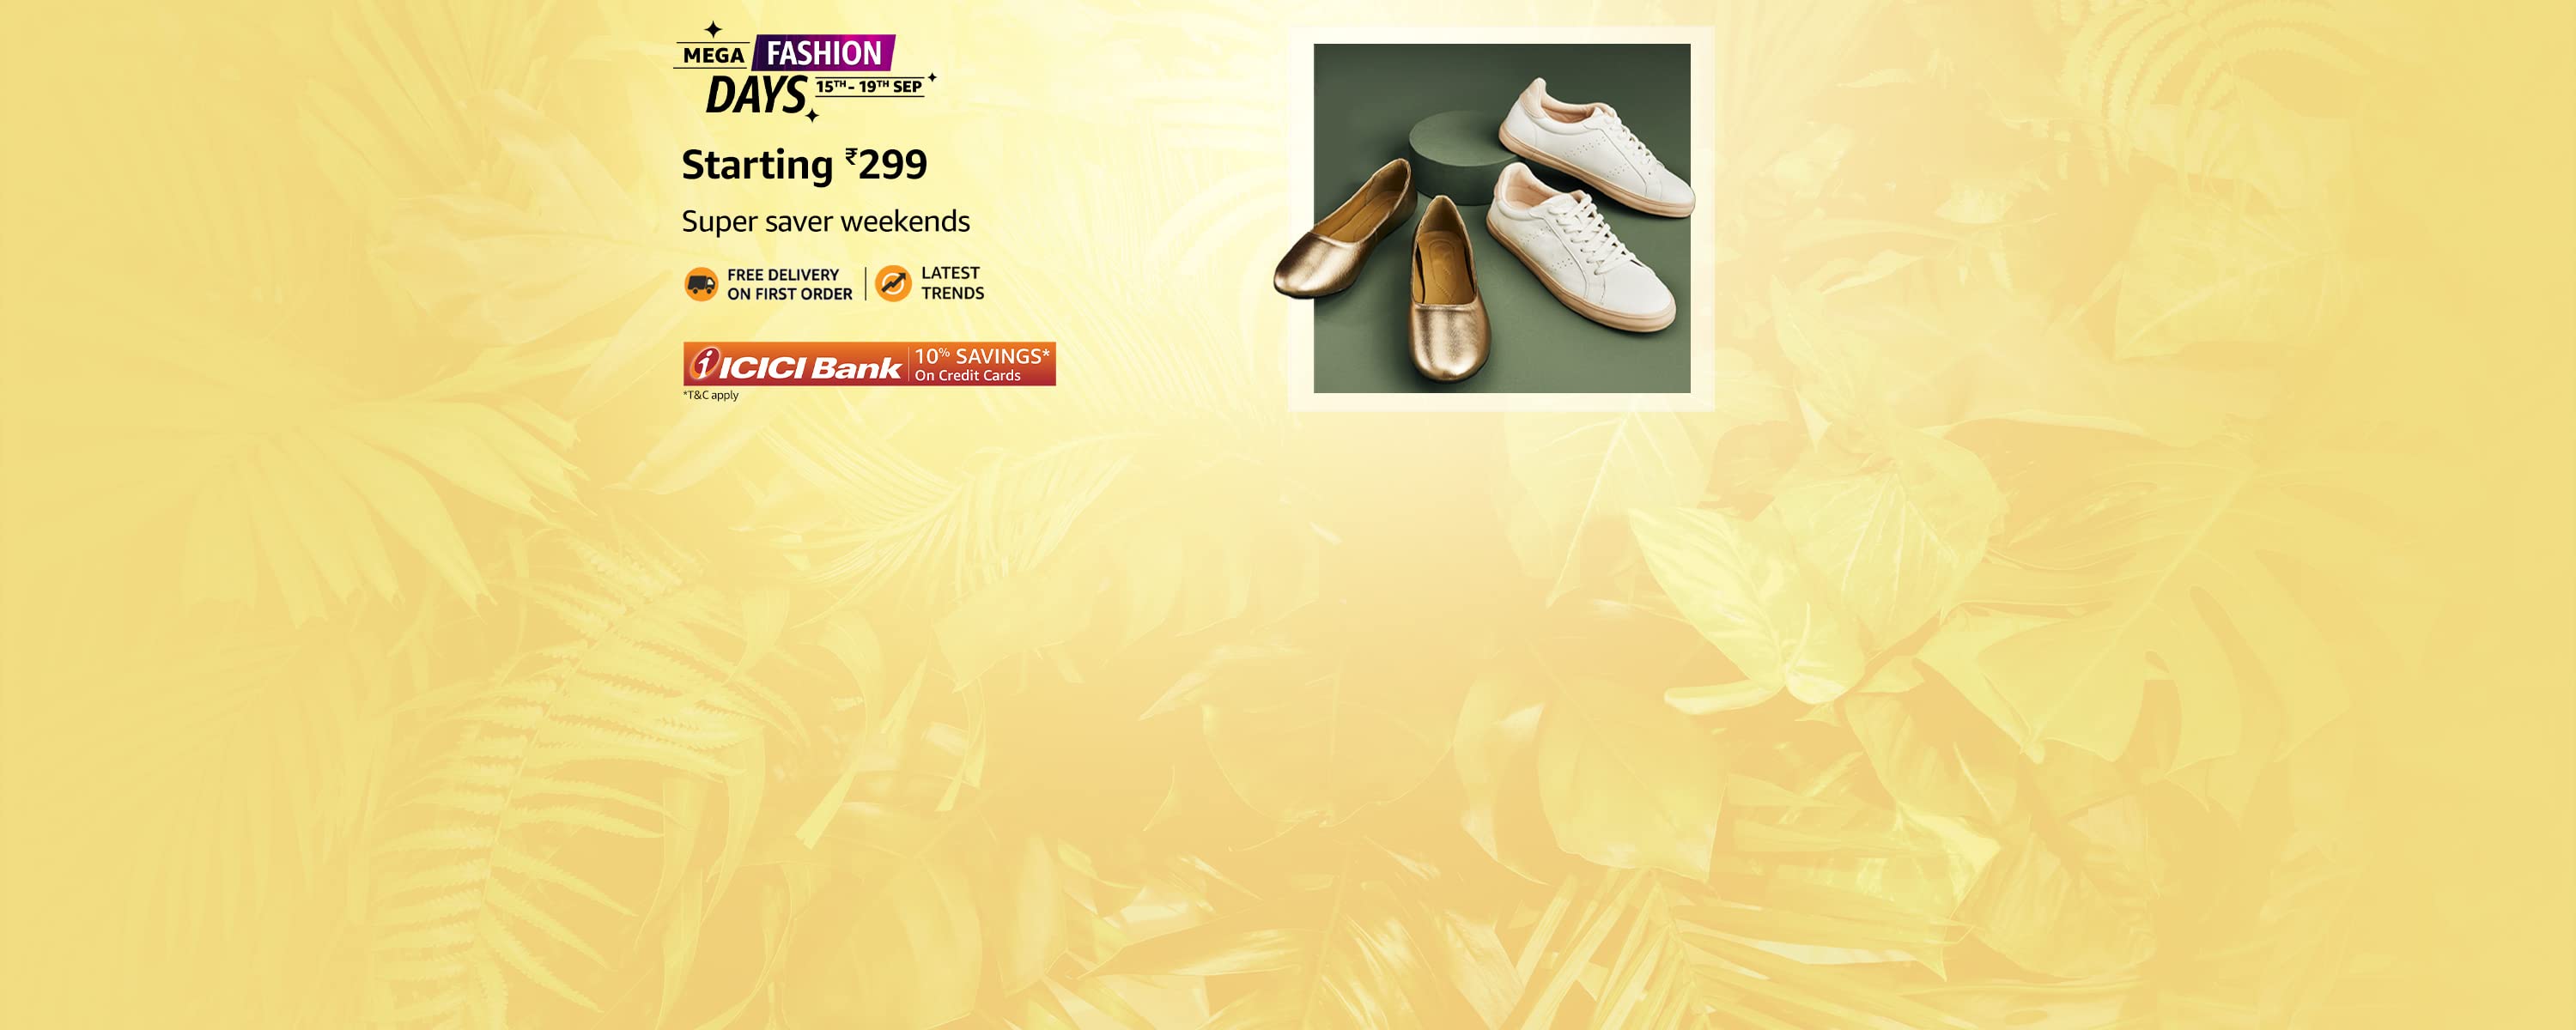 MEGA FASHION
DAYS 15TH - 19TH SEP
Starting ₹299
Super saver weekends
FREE DELIVERY
ON FIRST ORDER
LATEST
TRENDS
ICICI Bank
10% SAVINGS*
On Credit Cards
*T&C apply